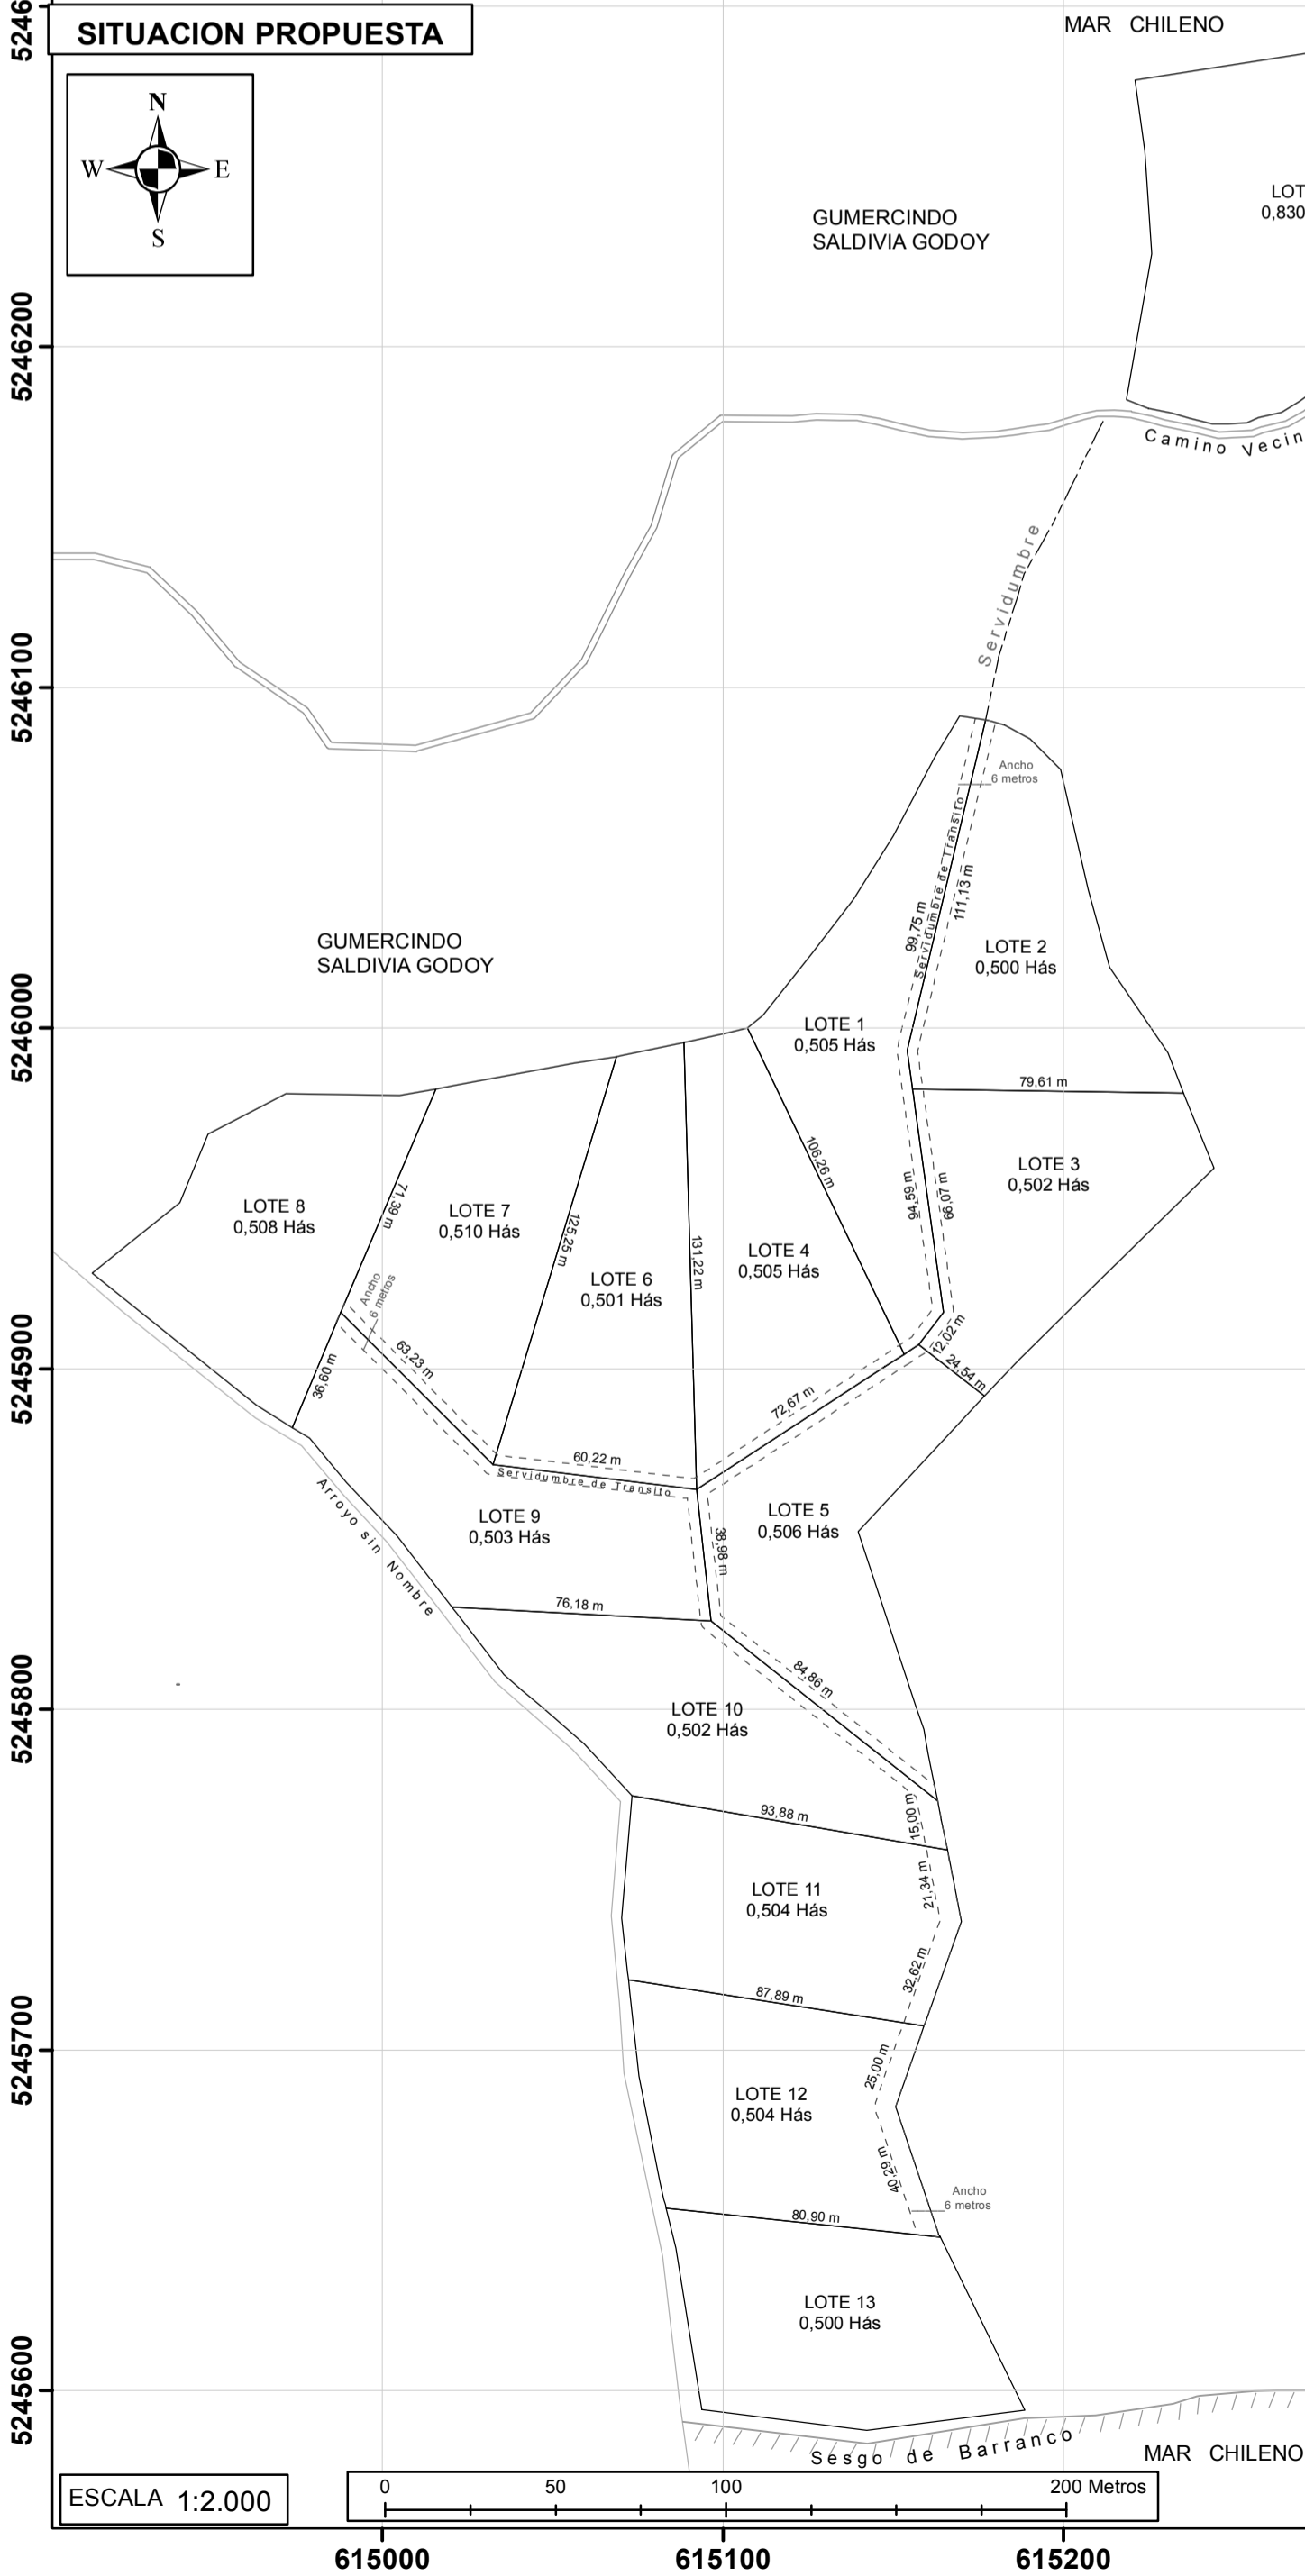 SITUACION PROPUESTA
MAR CHILENO
N
W
E
S
LOT
0,830
GUMERCINDO
SALDIVIA GODOY
5246200
Camino Vecin
Servidumbre
5246100
Ancho
6 metros
Servidumbre de Transito
99,75 m
111,13 m
GUMERCINDO
SALDIVIA GODOY
LOTE 2
0,500 Hás
5246000
LOTE 1
0,505 Hás
79,61 m
106,26 m
LOTE 3
0,502 Hás
94,59 m
66,07 m
LOTE 8
0,508 Hás
71,39 m
LOTE 7
0,510 Hás
125,25 m
LOTE 6
0,501 Hás
131,22 m
LOTE 4
0,505 Hás
Ancho
6 metros
63,23 m
36,60 m
12,02 m
24,54 m
5245900
72,67 m
60,22 m
Servidumbre de Transito
Arroyo sin Nombre
LOTE 9
0,503 Hás
LOTE 5
0,506 Hás
38,98 m
76,18 m
84,86 m
5245800
LOTE 10
0,502 Hás
93,88 m
15,00 m
LOTE 11
0,504 Hás
21,34 m
32,62 m
87,89 m
5245700
25,00 m
LOTE 12
0,504 Hás
40,29 m
Ancho
6 metros
80,90 m
LOTE 13
0,500 Hás
5245600
Sesgo de Barranco
MAR CHILENO
ESCALA 1:2.000
0 50 100 200 Metros
615000 615100 615200